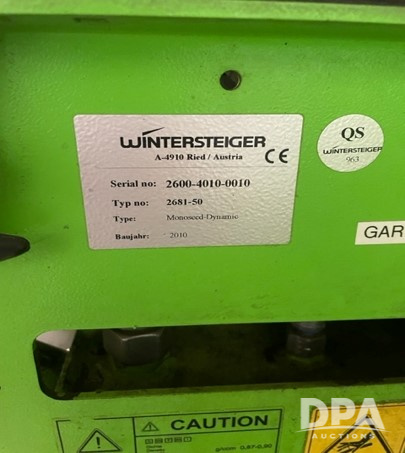 WINTERSTEIGER
A-4910 Ried / Austria
CE
Serial no: 2600-4010-0010
Typ no: 2681-50
Type: Monoseed-Dynamic
Baujahr: 2010
QS
WINTERSTEIGER
963
GAR
CAUTION
DPA
AUCTIONS